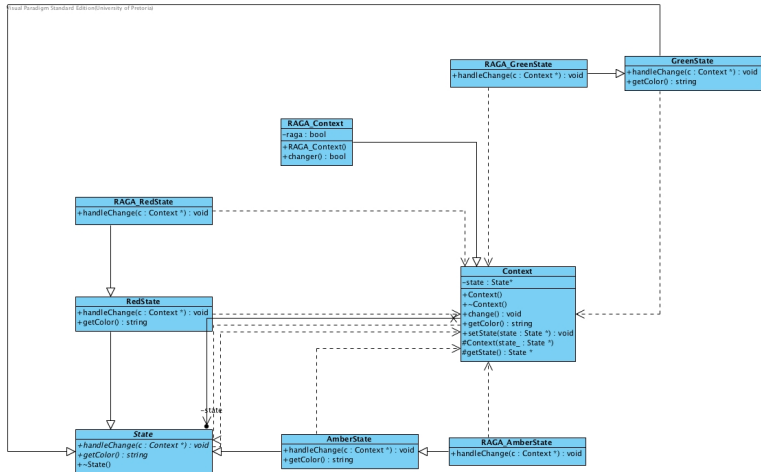 Visual Paradigm Standard Edition(University of Pretoria)
GreenState
+handleChange(c : Context *) : void
+getColor() : string
RAGA_GreenState
+handleChange(c : Context *) : void
RAGA_Context
-raga : bool
+RAGA_Context()
+changer() : bool
RAGA_RedState
+handleChange(c : Context *) : void
Context
-state : State*
+Context()
+~Context()
+change() : void
+getColor() : string
+setState(state : State *) : void
#Context(state_ : State *)
#getState() : State *
RedState
+handleChange(c : Context *) : void
+getColor() : string
-state
State
+handleChange(c : Context *) : void
+getColor() : string
+~State()
AmberState
+handleChange(c : Context *) : void
+getColor() : string
RAGA_AmberState
+handleChange(c : Context *) : void